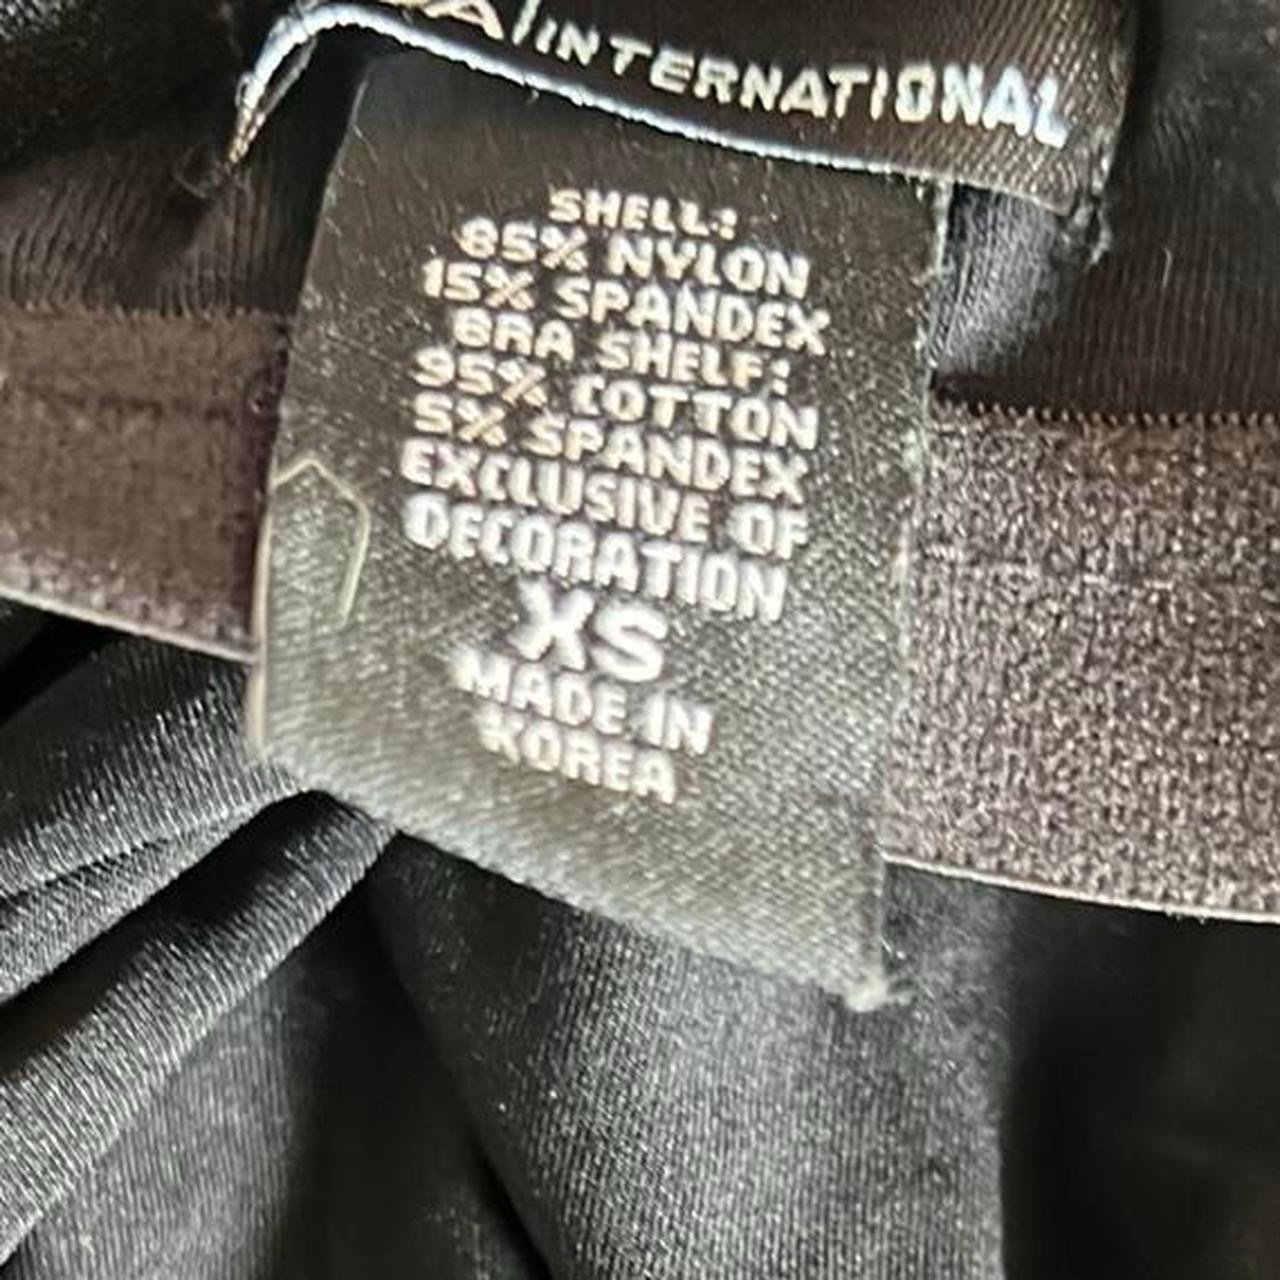 INTERNATIONAL
SHELL:
85% NYLON
15% SPANDEX
BRA SHELF:
95% COTTON
5% SPANDEX
EXCLUSIVE OF
DECORATION
XS
MADE IN
KOREA